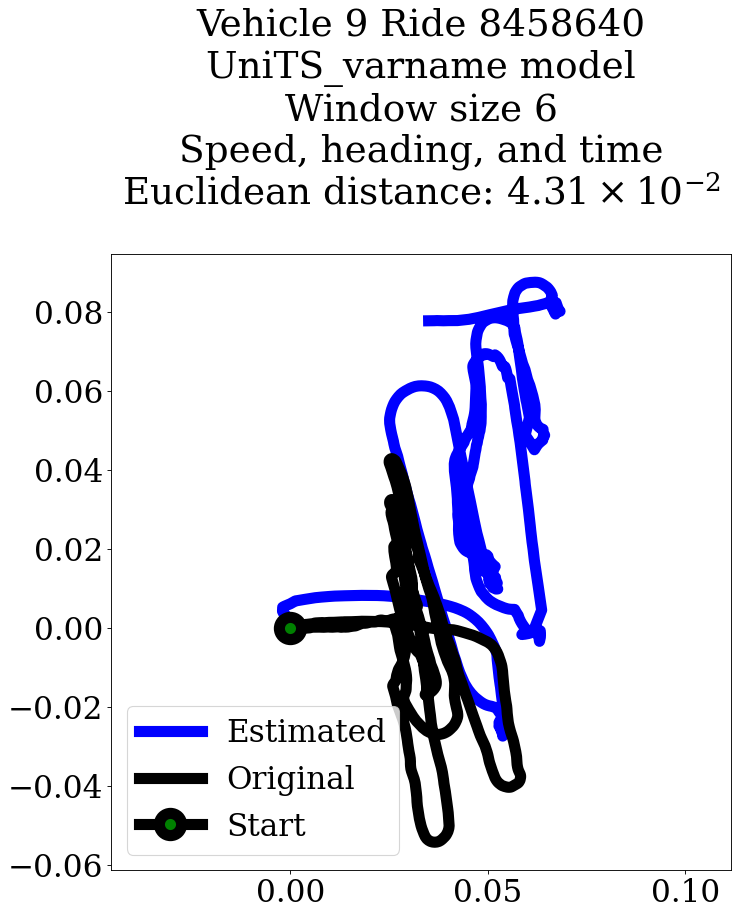 Vehicle 9 Ride 8458640
UniTS_varname model
Window size 6
Speed, heading, and time
Euclidean distance: 4.31 × 10⁻²
0.08
0.06
0.04
0.02
0.00
−0.02
−0.04
−0.06
Estimated
Original
Start
0.00 0.05 0.10